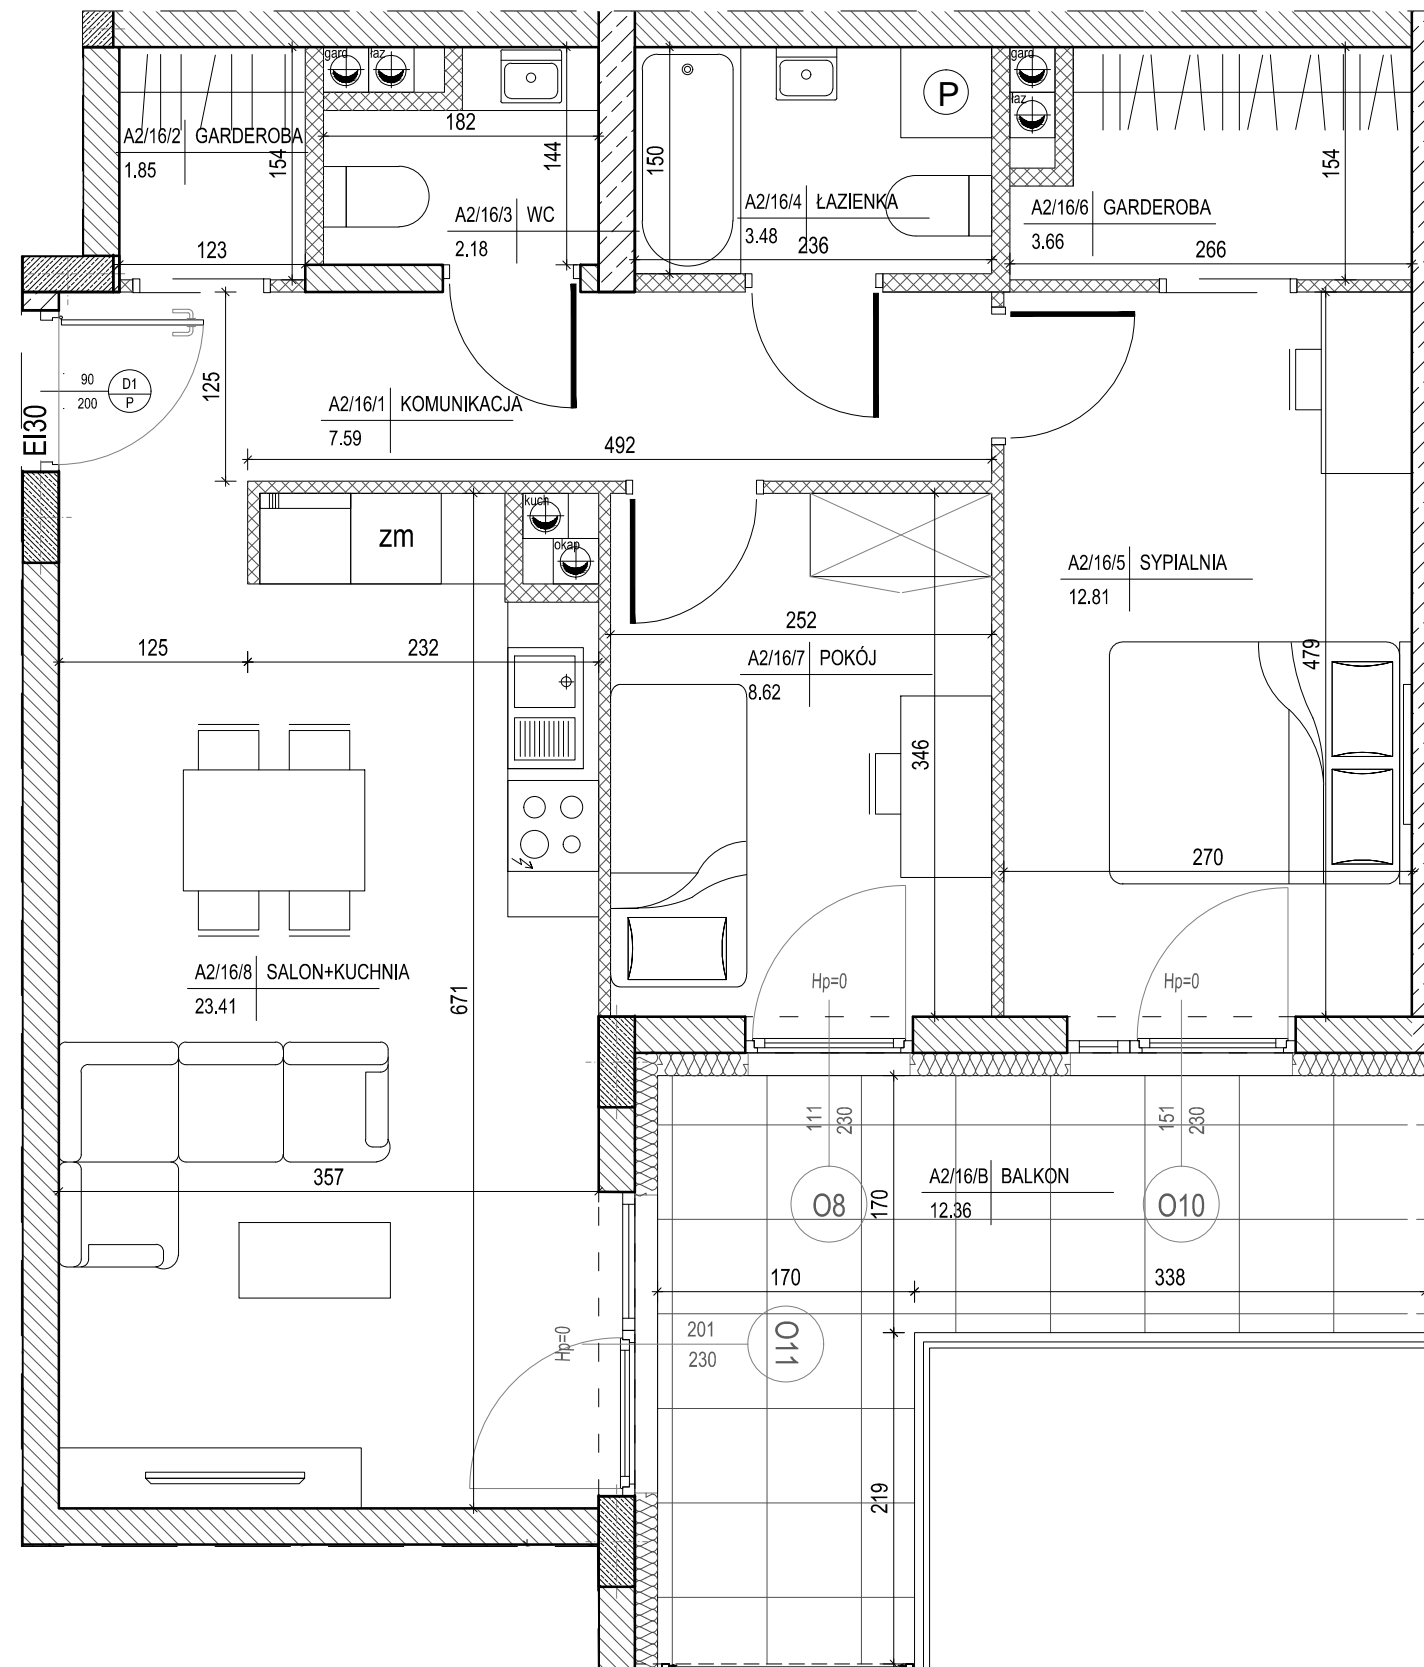 gard
łaz
gard
łaz
P
182
A2/16/2 GARDEROBA
1.85
154
144
150
154
A2/16/3 WC
2.18
A2/16/4 ŁAZIENKA
3.48
236
A2/16/6 GARDEROBA
3.66
266
123
90
200
D1
P
EI30
125
A2/16/1 KOMUNIKACJA
7.59
492
zm
kuch
okap
A2/16/5 SYPIALNIA
12.81
125
232
252
A2/16/7 POKÓJ
8.62
479
346
270
A2/16/8 SALON+KUCHNIA
23.41
671
Hp=0
Hp=0
111
230
151
230
357
A2/16/B BALKON
12.36
O8
170
O10
170
338
Hp=0
201
230
O11
219